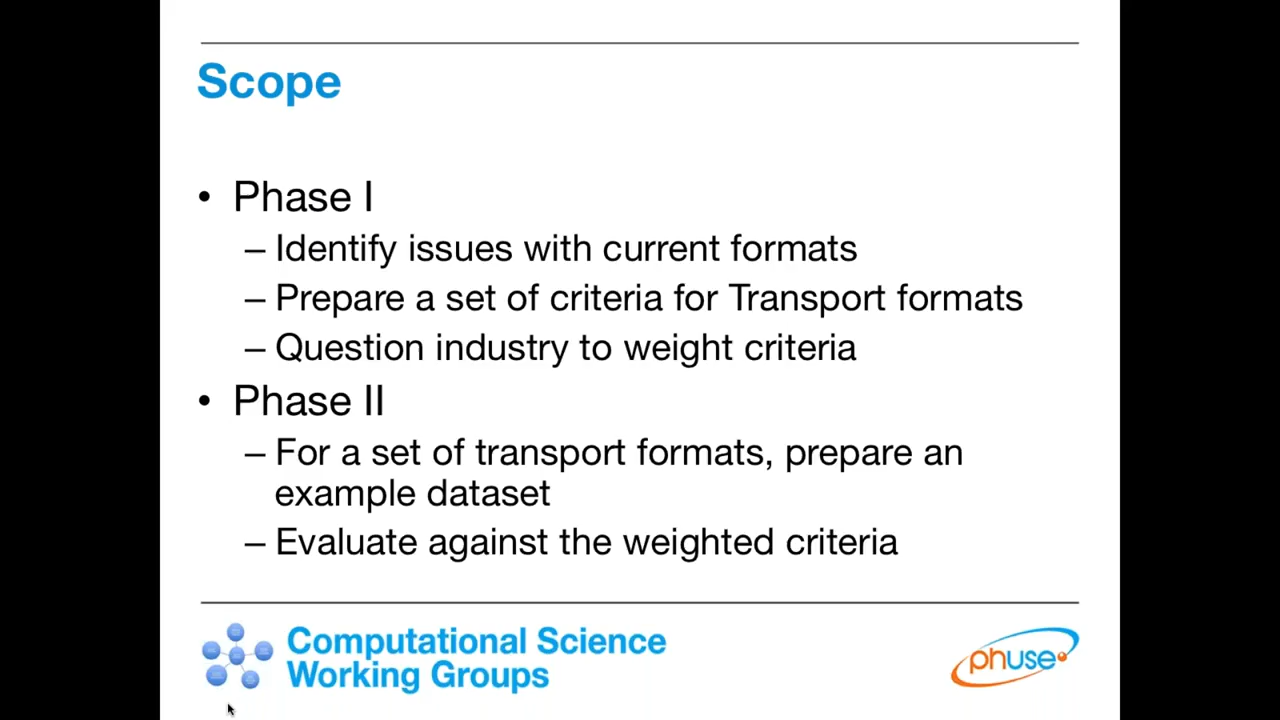 Scope
• Phase I
– Identify issues with current formats
– Prepare a set of criteria for Transport formats
– Question industry to weight criteria
• Phase II
– For a set of transport formats, prepare an
example dataset
– Evaluate against the weighted criteria
Computational Science
Working Groups
phuse